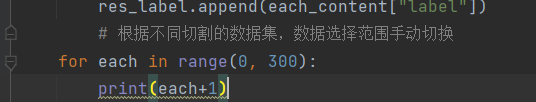 res_label.append(each_content["label"])
# 根据不同切割的数据集，数据选择范围手动切换
for each in range(0, 300):
print(each+1)